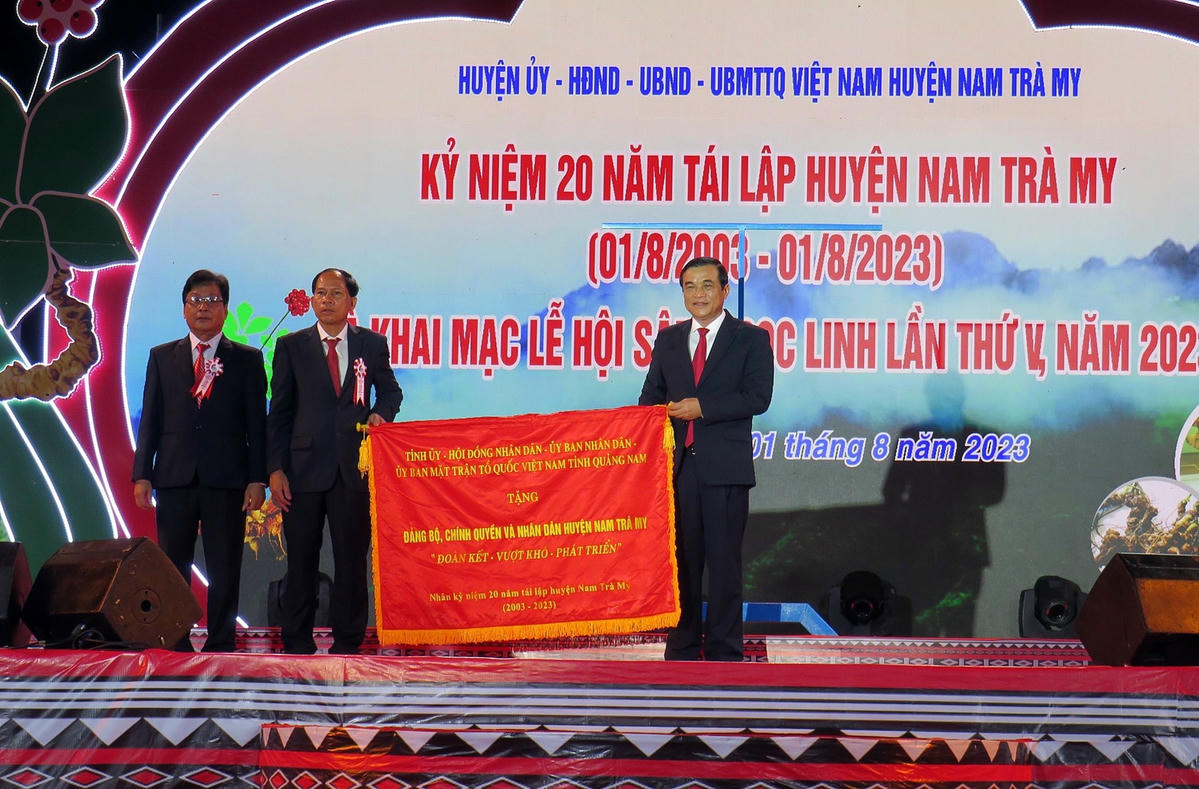 HUYỆN ỦY - HĐND - UBND - UBMTTQ VIỆT NAM HUYỆN NAM TRÀ MY
KỶ NIỆM 20 NĂM TÁI LẬP HUYỆN NAM TRÀ MY
(01/8/2003 - 01/8/2023)
KHAI MẠC LỄ HỘI LINH LẦN THỨ V, NĂM 2023
01 tháng 8 năm 2023
TỈNH ỦY - HỘI ĐỒNG NHÂN DÂN - ỦY BAN NHÂN DÂN -
ỦY BAN MẶT TRẬN TỔ QUỐC VIỆT NAM TỈNH QUẢNG NAM
TẶNG
ĐẢNG BỘ, CHÍNH QUYỀN VÀ NHÂN DÂN HUYỆN NAM TRÀ MY
"ĐOÀN KẾT - VƯỢT KHÓ - PHÁT TRIỂN"
Nhân kỷ niệm 20 năm tái lập huyện Nam Trà My
(2003 - 2023)